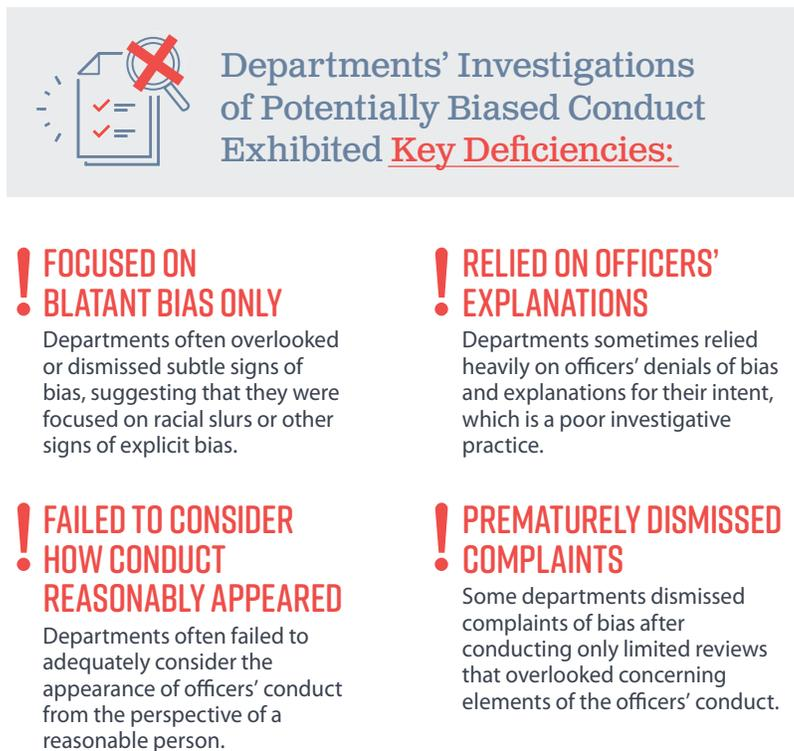 Departments’ Investigations
of Potentially Biased Conduct
Exhibited Key Deficiencies:
! FOCUSED ON
BLATANT BIAS ONLY
Departments often overlooked
or dismissed subtle signs of
bias, suggesting that they were
focused on racial slurs or other
signs of explicit bias.
! RELIED ON OFFICERS’
EXPLANATIONS
Departments sometimes relied
heavily on officers’ denials of bias
and explanations for their intent,
which is a poor investigative
practice.
! FAILED TO CONSIDER
HOW CONDUCT
REASONABLY APPEARED
Departments often failed to
adequately consider the
appearance of officers’ conduct
from the perspective of a
reasonable person.
! PREMATURELY DISMISSED
COMPLAINTS
Some departments dismissed
complaints of bias after
conducting only limited reviews
that overlooked concerning
elements of the officers’ conduct.